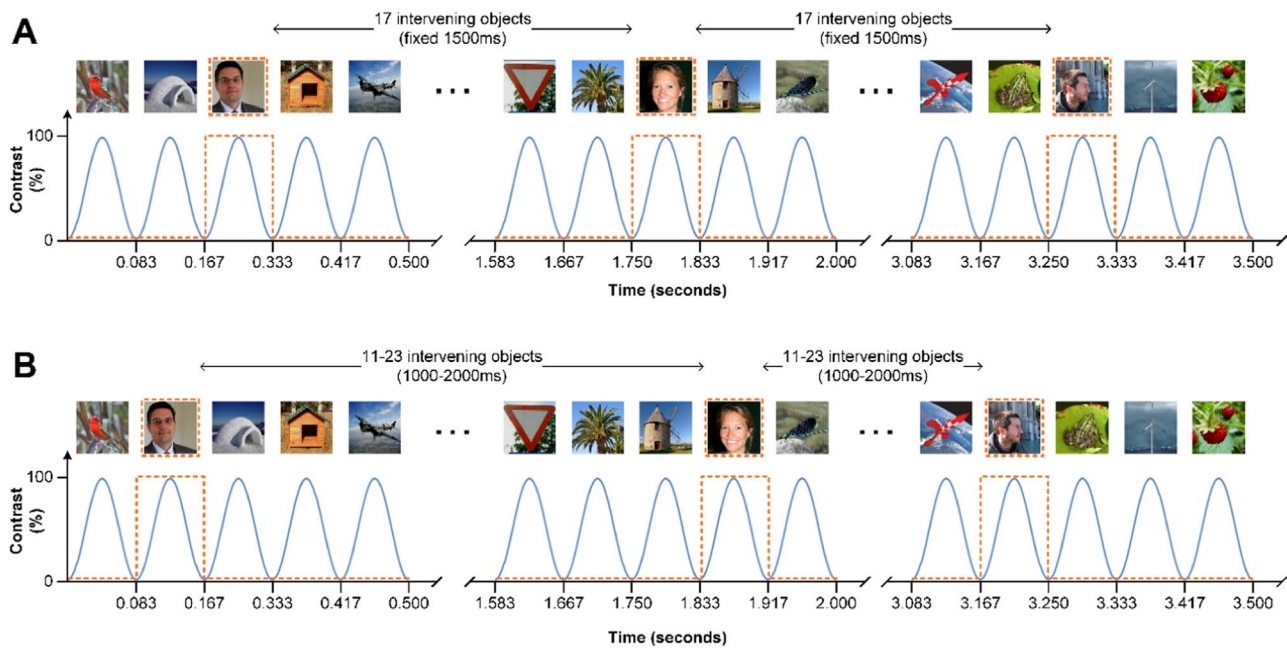 A
17 intervening objects
(fixed 1500ms)
17 intervening objects
(fixed 1500ms)
...
...
100
0
Contrast
(%)
0.083 0.167 0.333 0.417 0.500 1.583 1.667 1.750 1.833 1.917 2.000 3.083 3.167 3.250 3.333 3.417 3.500
Time (seconds)
B
11-23 intervening objects
(1000-2000ms)
11-23 intervening objects
(1000-2000ms)
...
...
100
0
Contrast
(%)
0.083 0.167 0.333 0.417 0.500 1.583 1.667 1.750 1.833 1.917 2.000 3.083 3.167 3.250 3.333 3.417 3.500
Time (seconds)